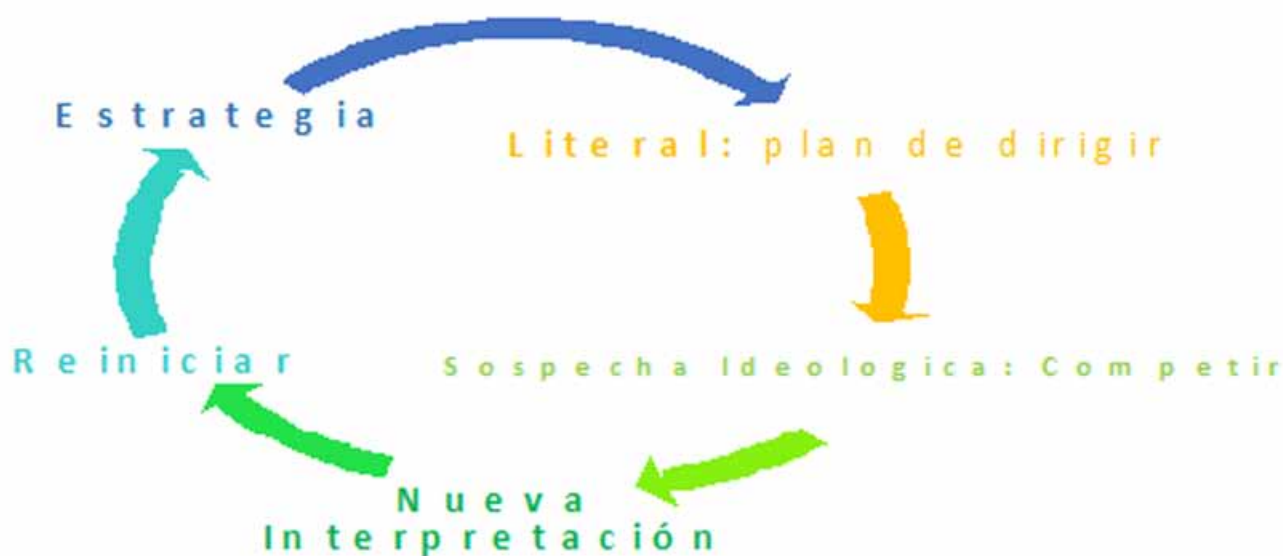 Estrategia
Literal: plan de dirigir
Sospecha Ideologica: Competir
Nueva
Interpretación
Reiniciar